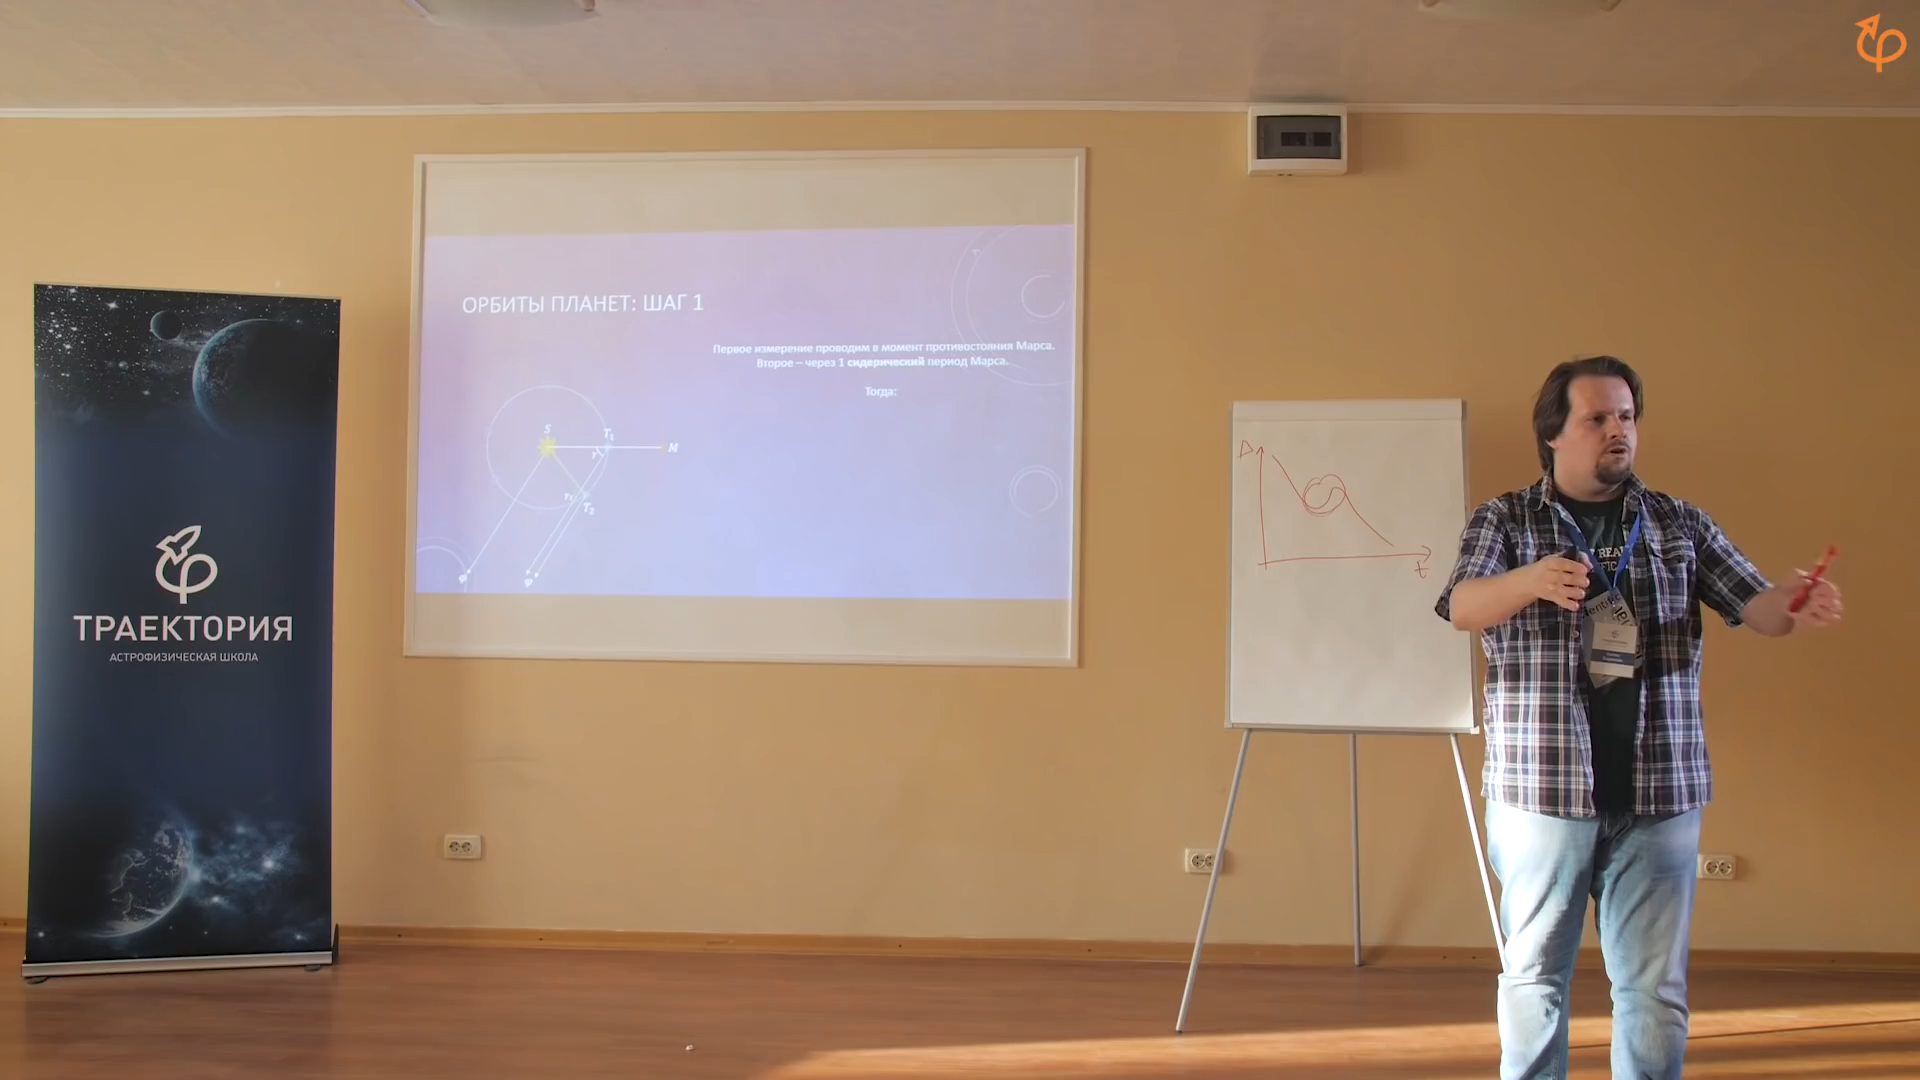 ОРБИТЫ ПЛАНЕТ: ШАГ 1
Первое измерение проводим в момент противостояния Марса.
Второе – через 1 сидерический период Марса.
Тогда:
S
T₁
M
T₂
D
t
ТРАЕКТОРИЯ
АСТРОФИЗИЧЕСКАЯ ШКОЛА